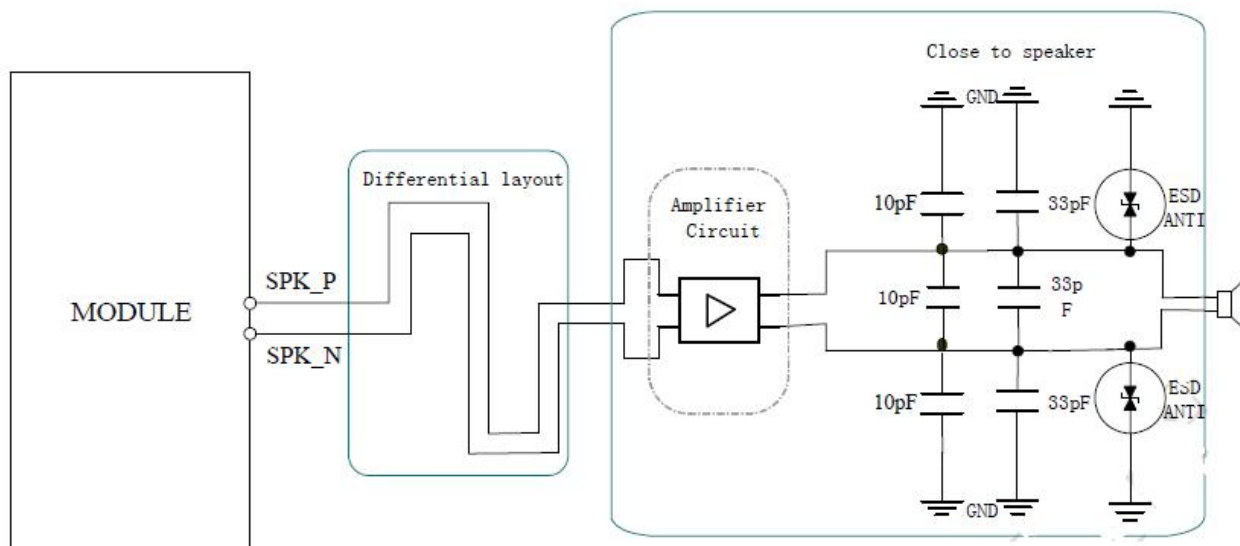 Close to speaker
GND
Differential layout
Amplifier
Circuit
10pF
33pF
ESD
ANTI
SPK_P
MODULE
10pF
33p
F
SPK_N
10pF
33pF
ESD
ANTI
GND